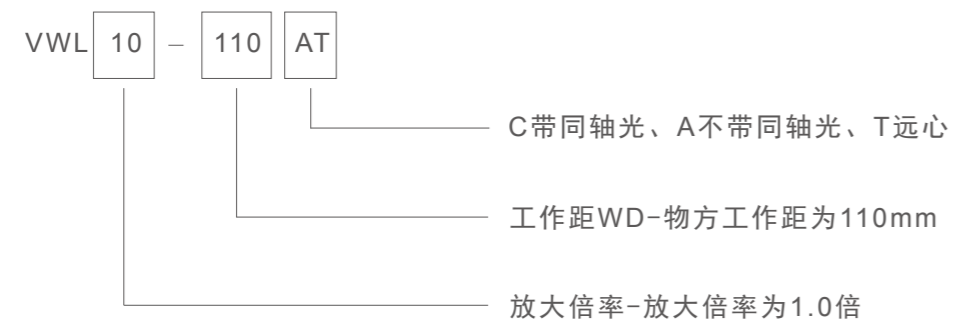 VWL 10 - 110 AT
C带同轴光、A不带同轴光、T远心
工作距WD-物方工作距为110mm
放大倍率-放大倍率为1.0倍